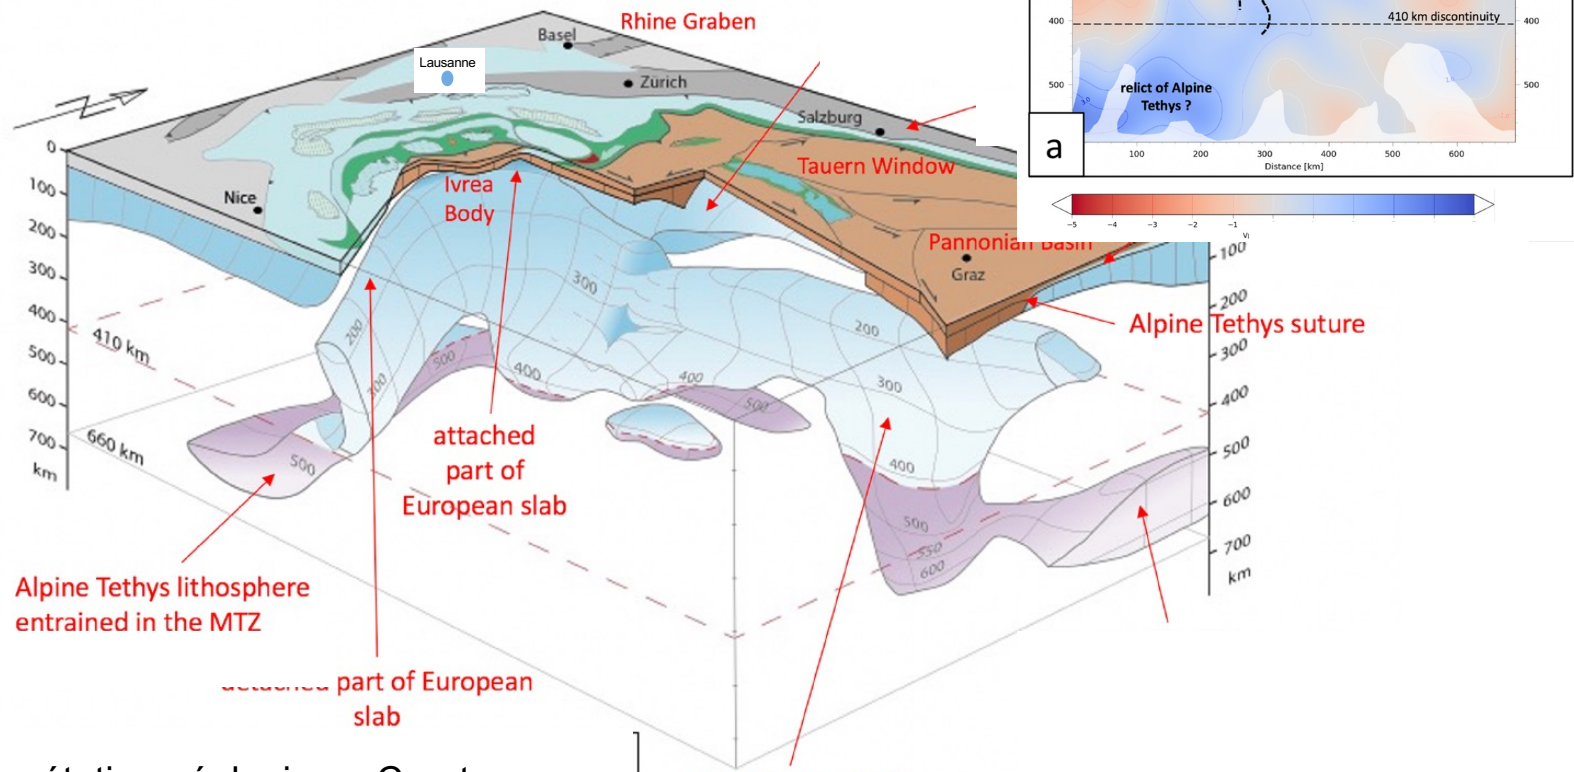 Rhine Graben
Basel
Lausanne
Zürich
Salzburg
Tauern Window
Ivrea
Body
Nice
Pannonian Basin
Graz
Alpine Tethys suture
0
100
200
300
400
500
600
700
km
410 km
660 km
200
300
300
500
400
400
500
200
300
400
500
550
600
500
100
200
300
400
500
600
700
km
attached
part of
European slab
Alpine Tethys lithosphere
entrained in the MTZ
detached part of European
slab
400
410 km discontinuity
400
500
relict of Alpine
Tethys ?
500
a
100
200
300
400
500
600
Distance [km]
-5
-4
-3
-2
-1